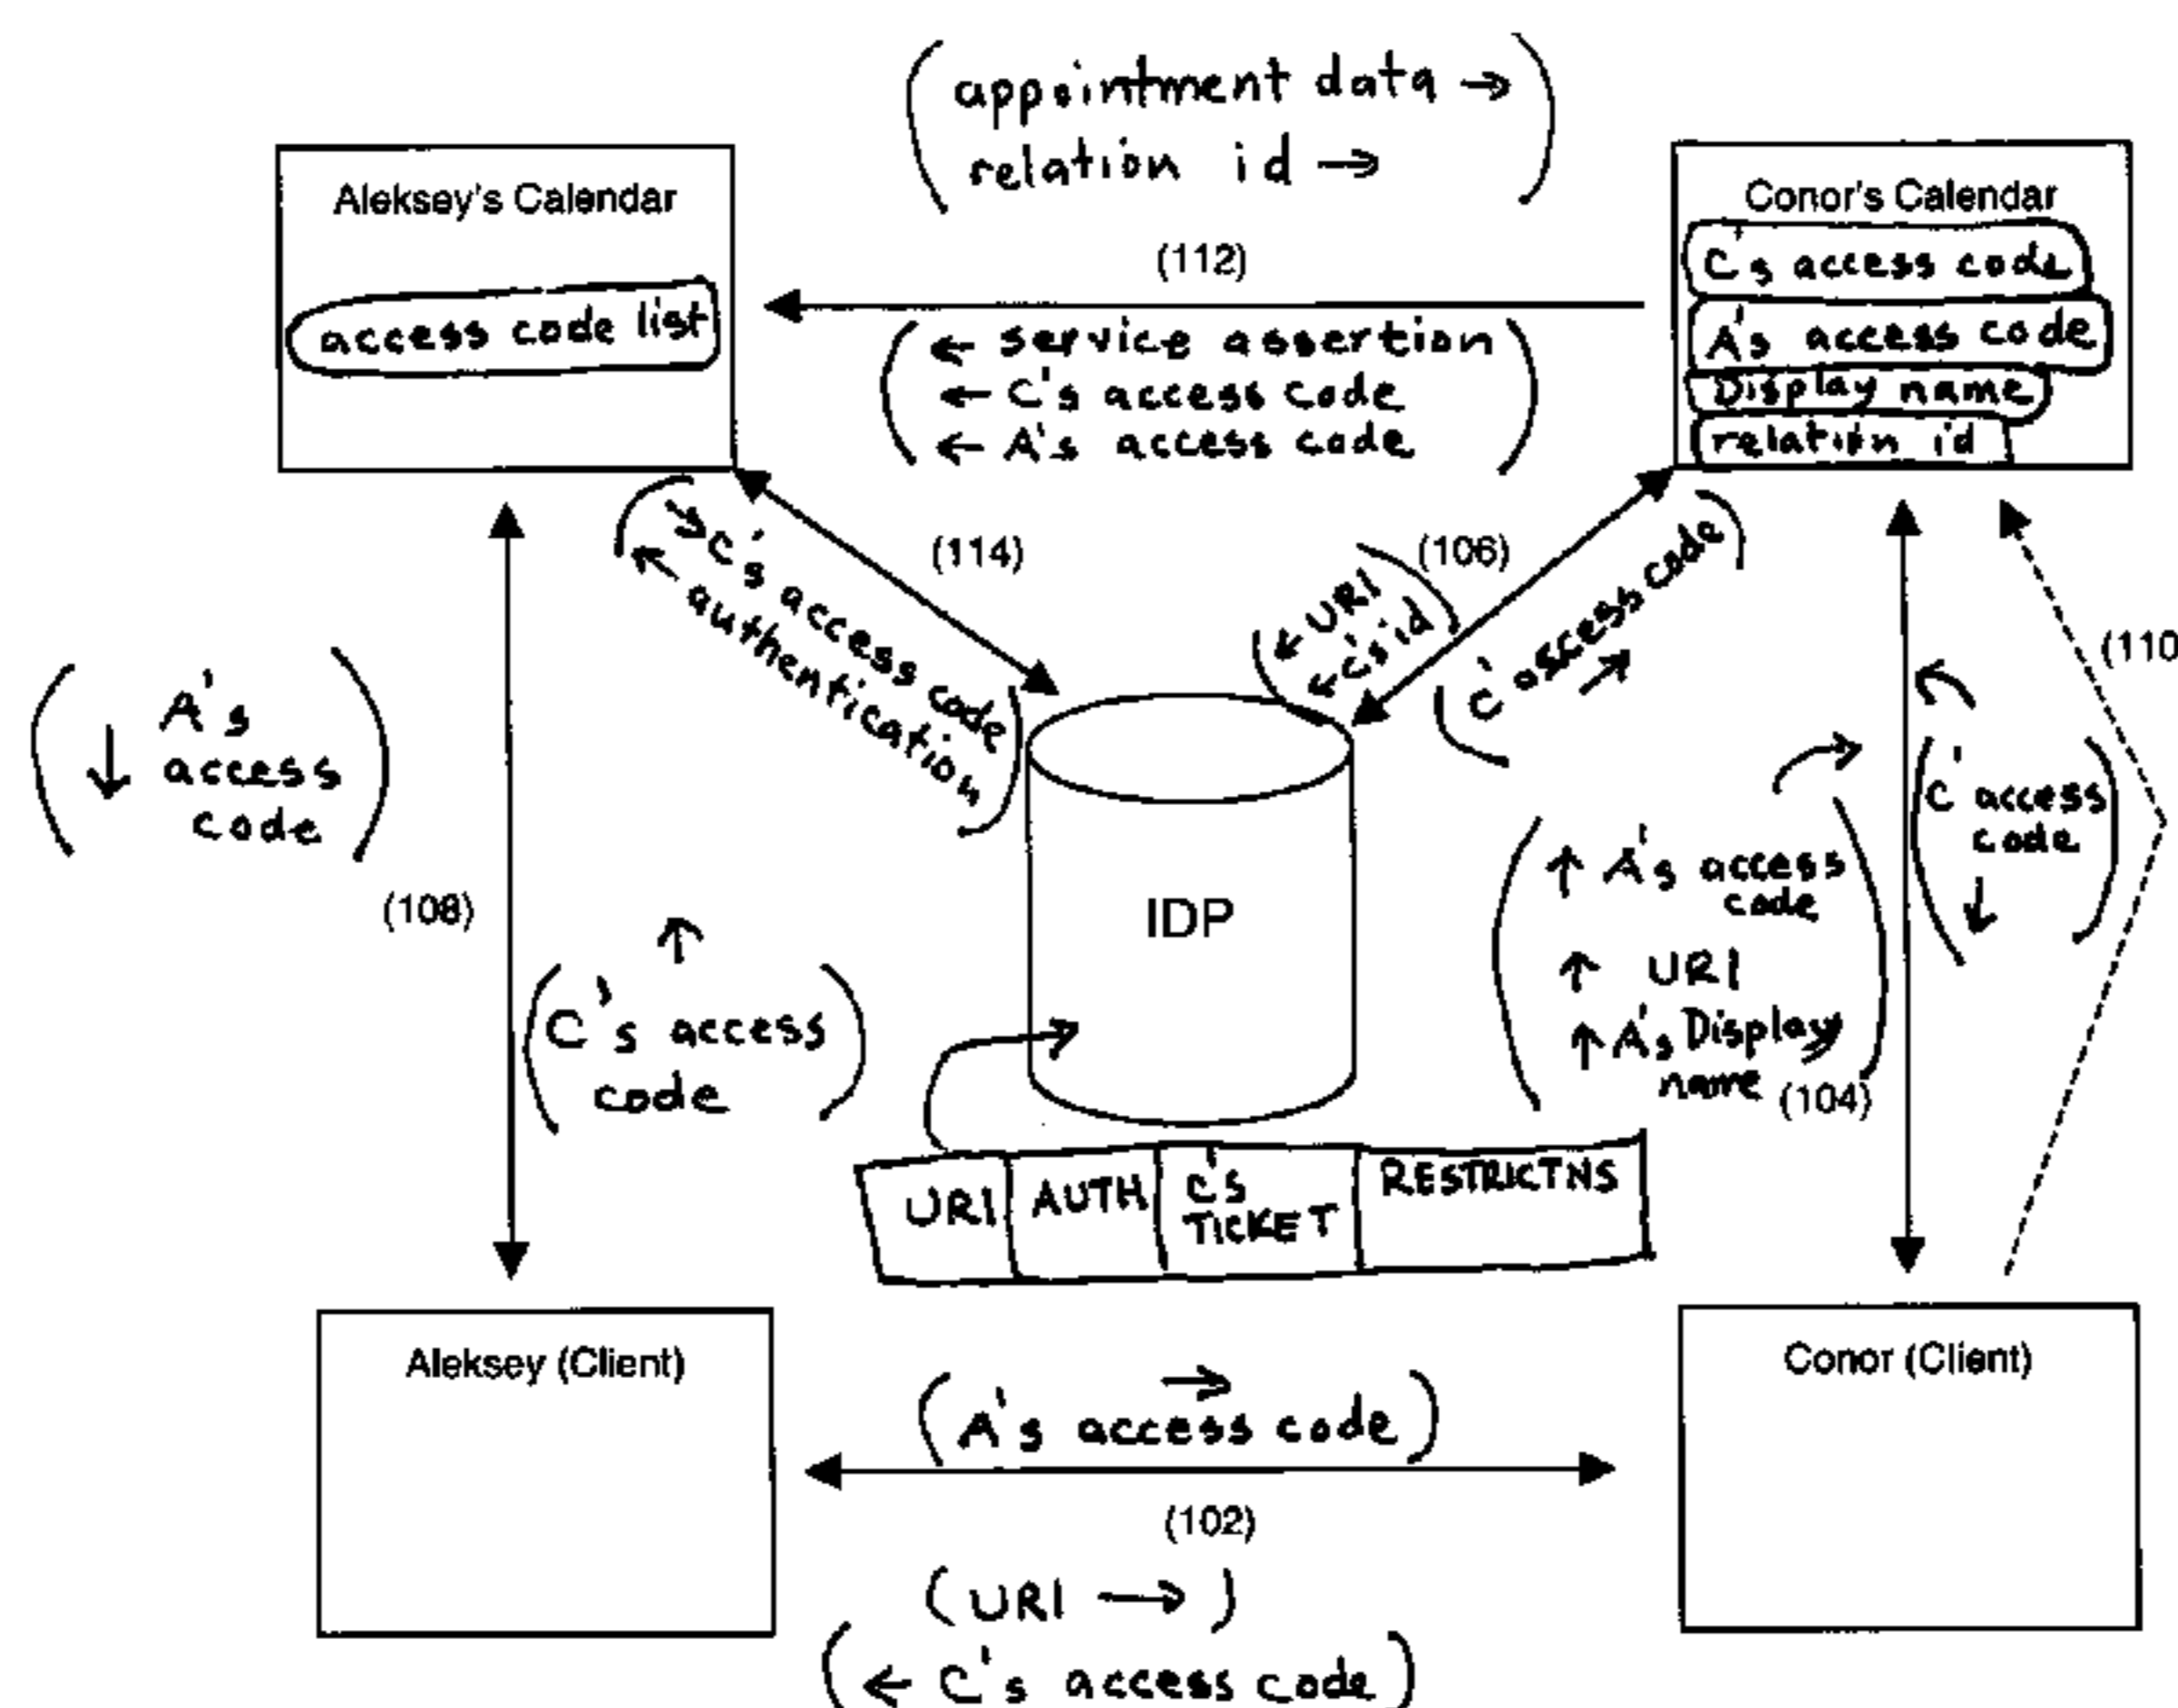 (appointment data →
relation id →)
Aleksey's Calendar
access code list
(112)
(← service assertion
← C's access code
← A's access code)
Conor's Calendar
C's access code
A's access code
Display name
relation id
(114)
(↘ C's access code
↖ authentication)
(106)
(← URI
← C's id)
(C' access code →)
(110
(↓ A's
access
code)
(108)
↑
(C's access
code)
IDP
(↑ A's access
code
↑ URI
↑ A's Display
name)
(104)
(C' access
code
↓)
URI
AUTH
C's
TICKET
RESTRICTNS
Aleksey (Client)
Conor (Client)
→
(A's access code)
(102)
(URI →)
(← C's access code)